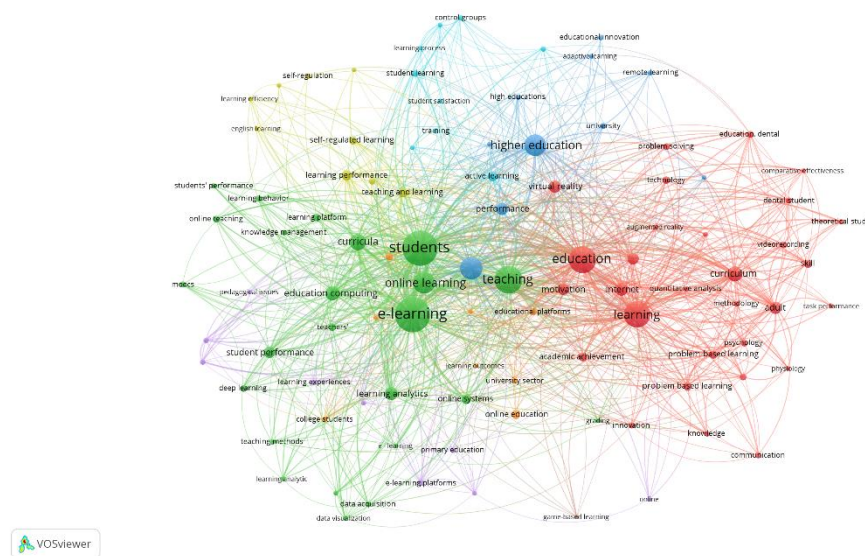 control groups
educational innovation
learning process
adaptive learning
student learning
remote learning
self-regulation
learning efficiency
student satisfaction
high educations
english learning
training
university
education, dental
self-regulated learning
higher education
problem solving
learning performance
active learning
comparative effectiveness
teaching and learning
virtual reality
technology
students' performance
learning behavior
dental student
online teaching
learning platform
performance
theoretical stud
knowledge management
augmented reality
curricula
students
videorecording
education
skill
moocs
pedagogical issues
online learning
teaching
curriculum
education computing
motivation
internet
quantitative analysis
e-learning
educational platforms
methodology
adult
task performance
teachers'
learning
psychology
student performance
academic achievement
problem based learning
learning outcomes
physiology
deep learning
learning experiences
university sector
problem based learning
learning analytics
online systems
college students
online education
grading
innovation
knowledge
teaching methods
e - learning
primary education
communication
learning analytic
e-learning platforms
data acquisition
online
data visualization
game-based learning
VOSviewer